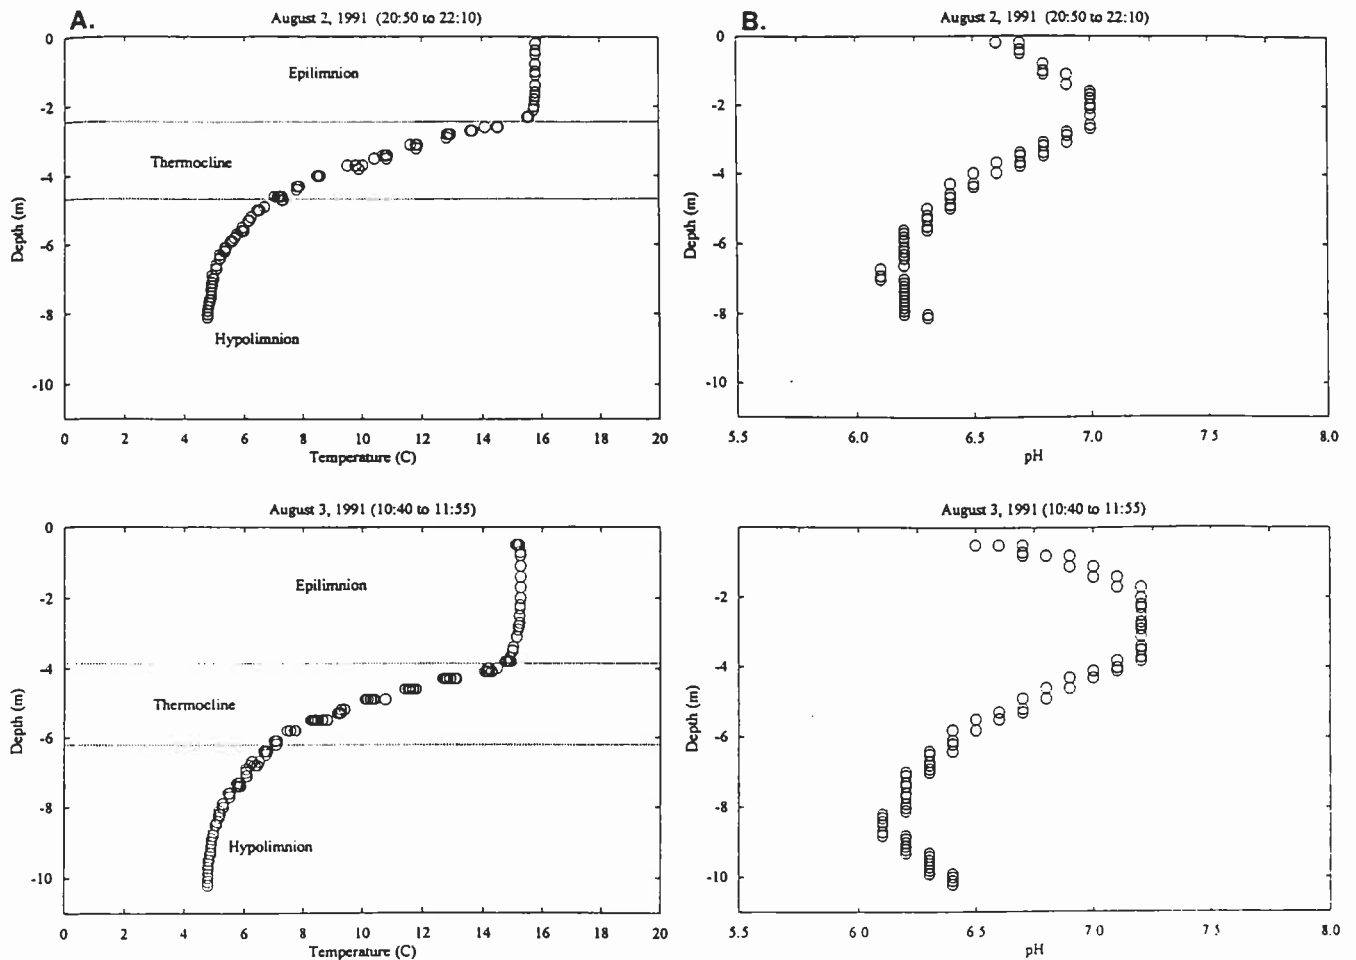 A.
August 2, 1991 (20:50 to 22:10)
0
-2
-4
-6
-8
-10
Depth (m)
Epilimnion
Thermocline
Hypolimnion
0 2 4 6 8 10 12 14 16 18 20
Temperature (C)
B.
August 2, 1991 (20:50 to 22:10)
0
-2
-4
-6
-8
-10
Depth (m)
5.5 6.0 6.5 7.0 7 5 8.0
pH
August 3, 1991 (10:40 to 11:55)
0
-2
-4
-6
-8
-10
Depth (m)
Epilimnion
Thermocline
Hypolimnion
0 2 4 6 8 10 12 14 16 18 20
Temperature (C)
August 3, 1991 (10:40 to 11:55)
-2
-4
-6
-8
-10
Depth (m)
5.5 6 0 6.5 7.0 7 5 8.0
pH